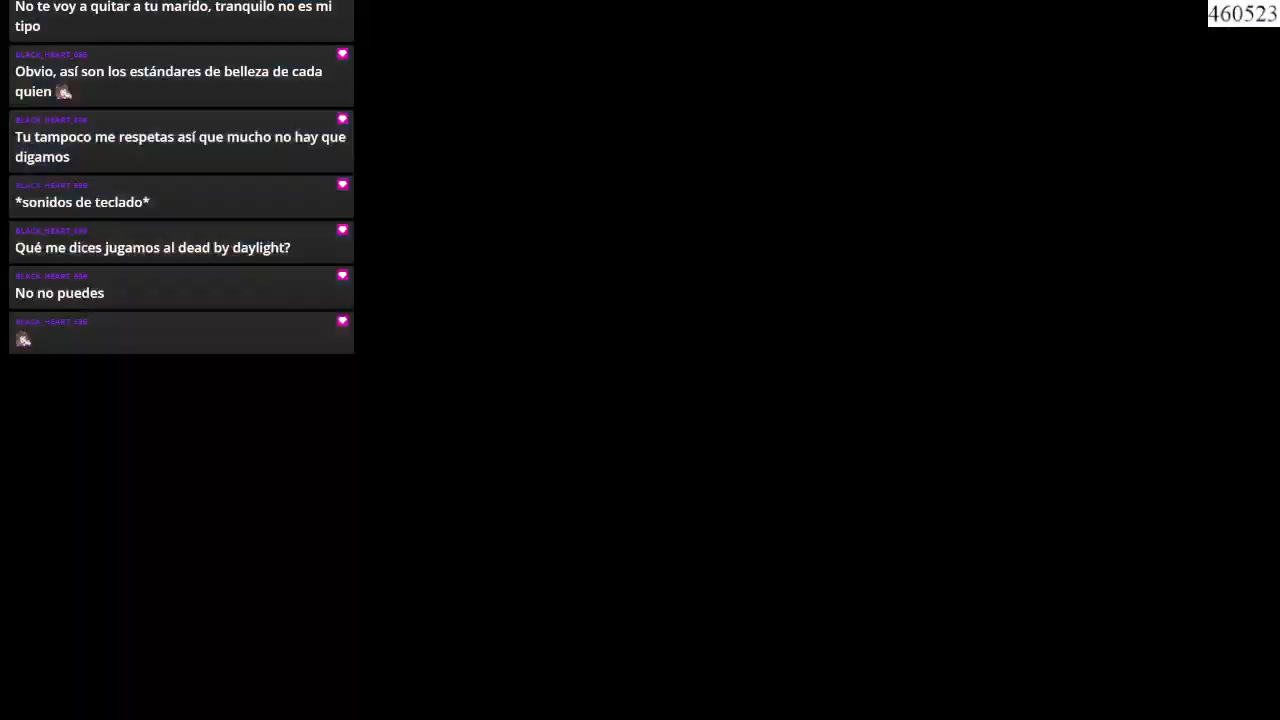 No te voy a quitar a tu marido, tranquilo no es mi
tipo
460523
Obvio, así son los estándares de belleza de cada
quien
Tu tampoco me respetas así que mucho no hay que
digamos
*sonidos de teclado*
Qué me dices jugamos al dead by daylight?
No no puedes